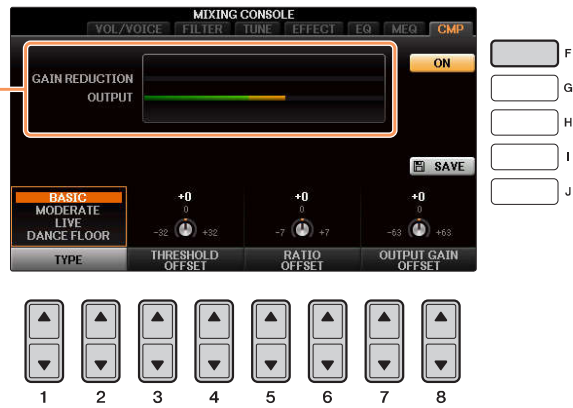 MIXING CONSOLE
VOL/VOICE FILTER TUNE EFFECT EQ MEQ CMP
GAIN REDUCTION
OUTPUT
ON
SAVE
F
G
H
I
J
BASIC
MODERATE
LIVE
DANCE FLOOR
+0
0
-32 +32
+0
0
-7 +7
+0
0
-63 +63
TYPE
THRESHOLD OFFSET
RATIO OFFSET
OUTPUT GAIN OFFSET
1 2 3 4 5 6 7 8